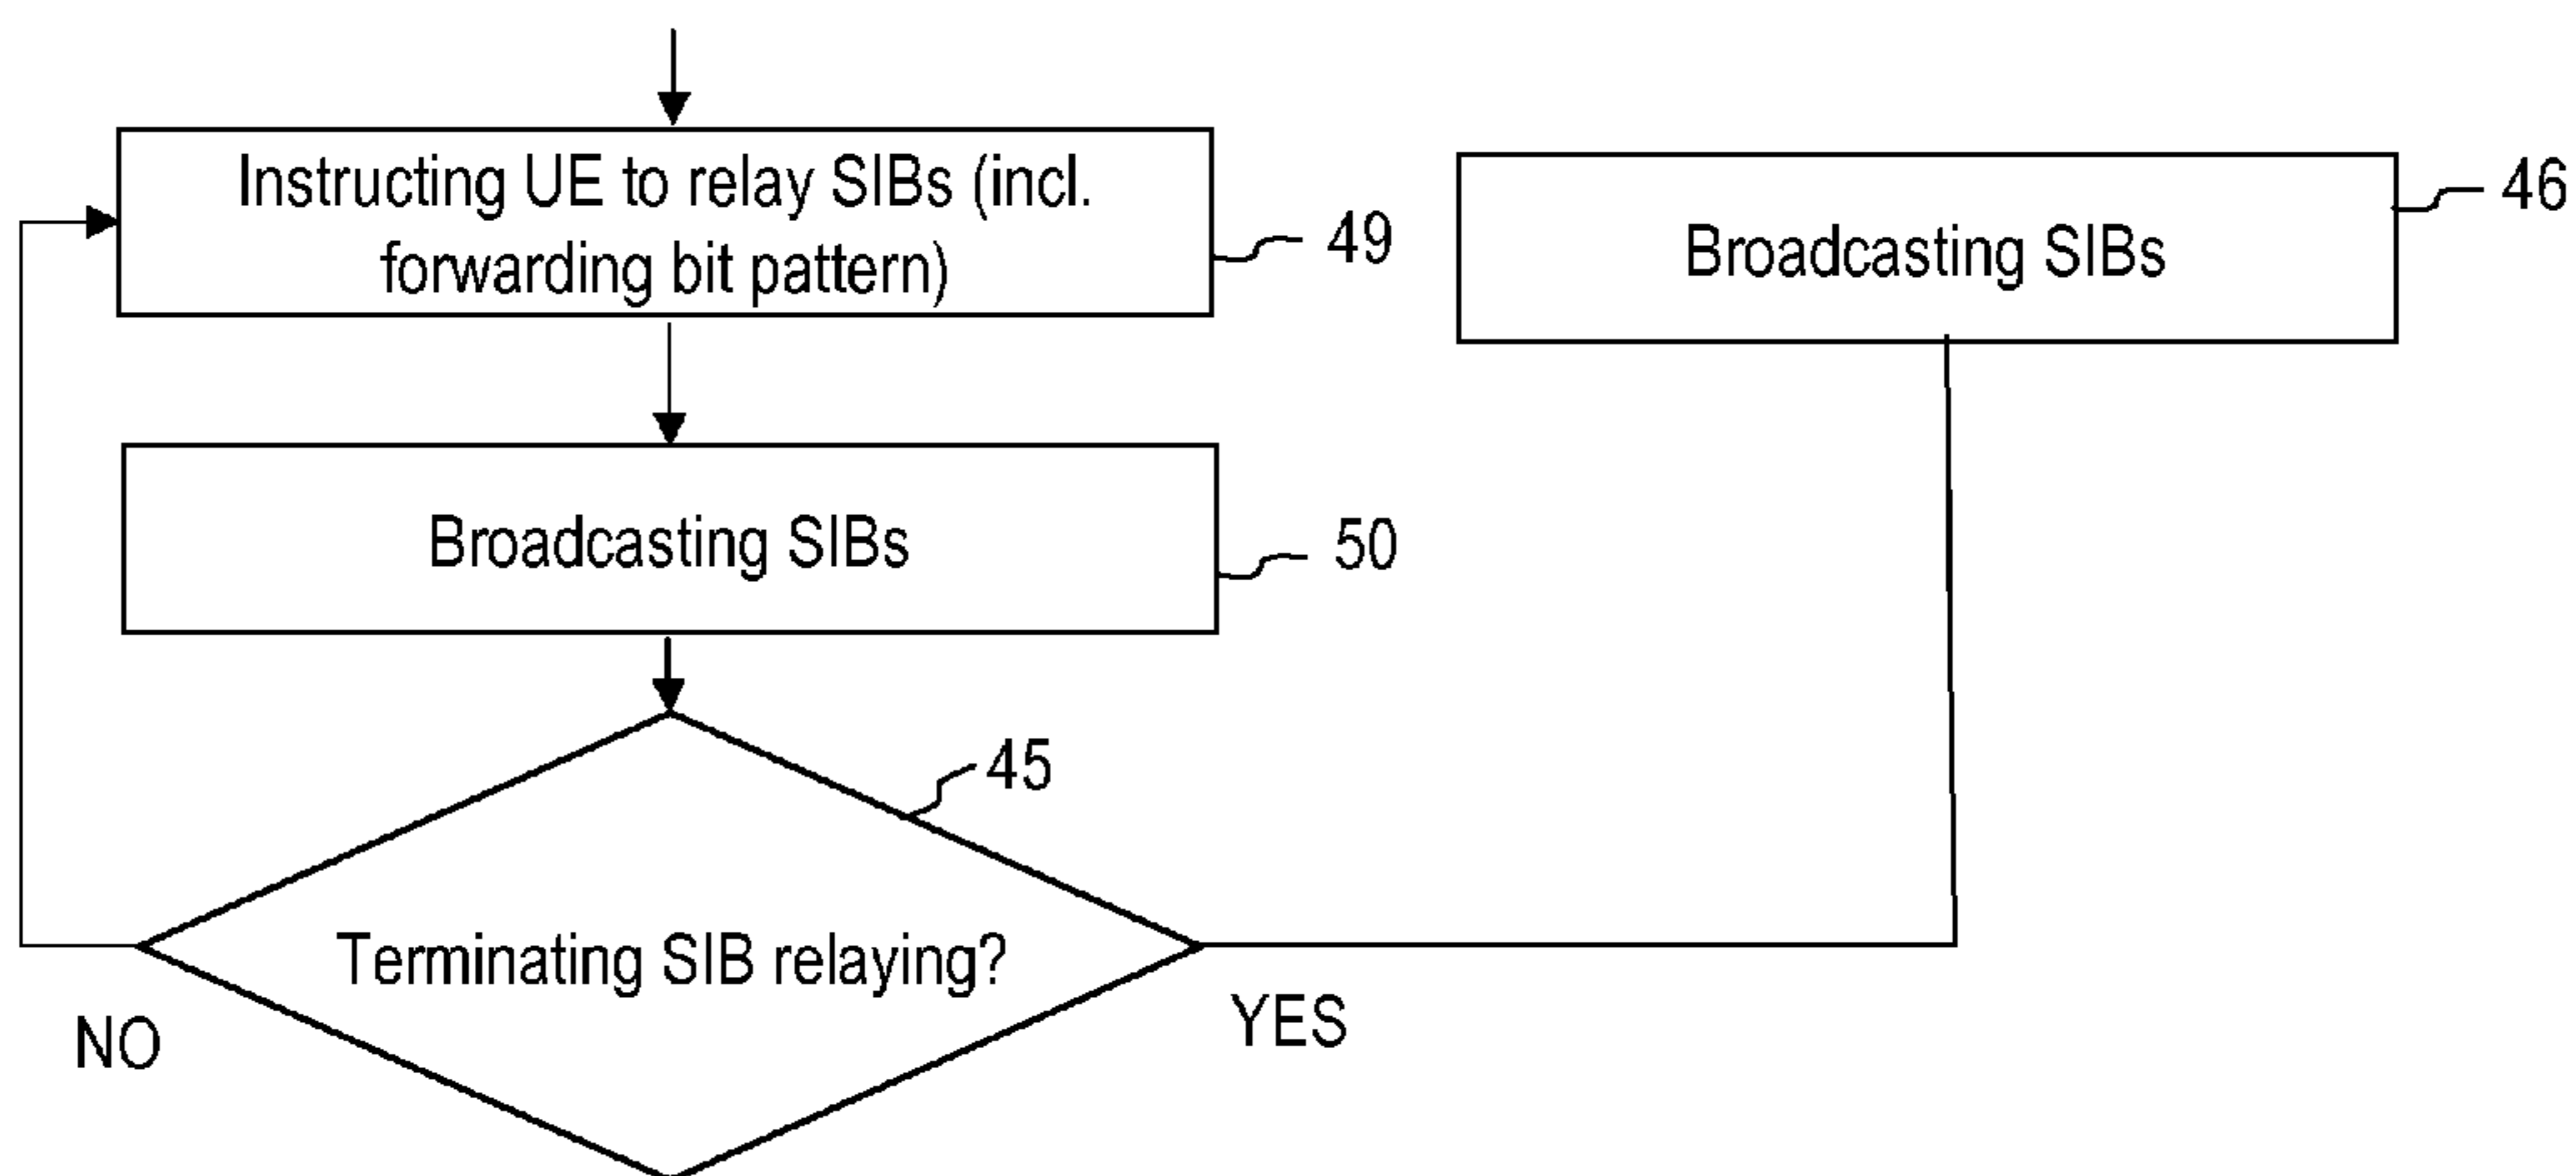 Instructing UE to relay SIBs (incl.
forwarding bit pattern)
49
Broadcasting SIBs
46
Broadcasting SIBs
50
45
Terminating SIB relaying?
NO
YES